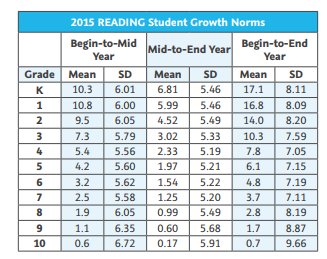 2015 READING Student Growth Norms
Begin-to-Mid Year Mid-to-End Year Begin-to-End Year
Grade Mean SD Mean SD Mean SD
K 10.3 6.01 6.81 5.46 17.1 8.11
1 10.8 6.00 5.99 5.46 16.8 8.09
2 9.5 6.05 4.52 5.49 14.0 8.20
3 7.3 5.79 3.02 5.33 10.3 7.59
4 5.4 5.56 2.33 5.19 7.8 7.05
5 4.2 5.60 1.97 5.21 6.1 7.15
6 3.2 5.62 1.54 5.22 4.8 7.19
7 2.5 5.58 1.25 5.20 3.7 7.11
8 1.9 6.05 0.99 5.49 2.8 8.19
9 1.1 6.35 0.60 5.68 1.7 8.87
10 0.6 6.72 0.17 5.91 0.7 9.66